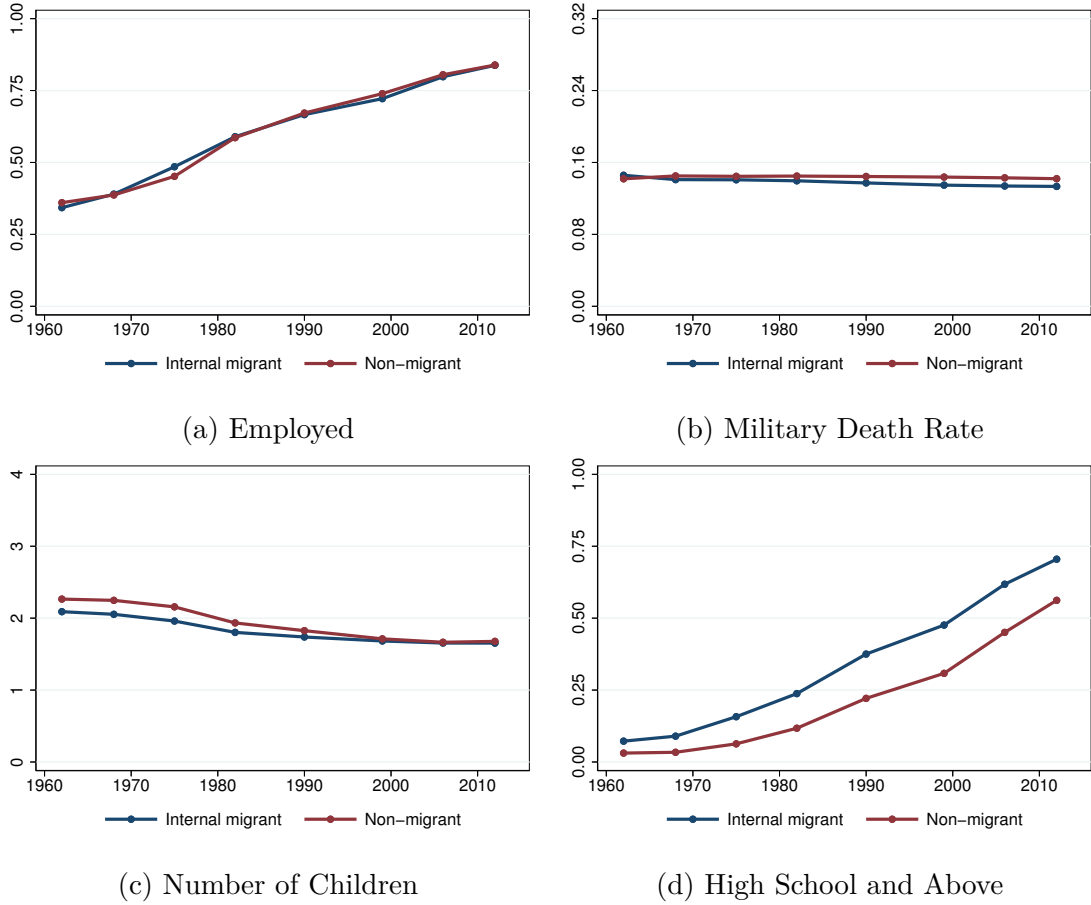 0.00 0.25 0.50 0.75 1.00
1960 1970 1980 1990 2000 2010
Internal migrant Non−migrant
(a) Employed
0.00 0.08 0.16 0.24 0.32
1960 1970 1980 1990 2000 2010
Internal migrant Non−migrant
(b) Military Death Rate
0 1 2 3 4
1960 1970 1980 1990 2000 2010
Internal migrant Non−migrant
(c) Number of Children
0.00 0.25 0.50 0.75 1.00
1960 1970 1980 1990 2000 2010
Internal migrant Non−migrant
(d) High School and Above